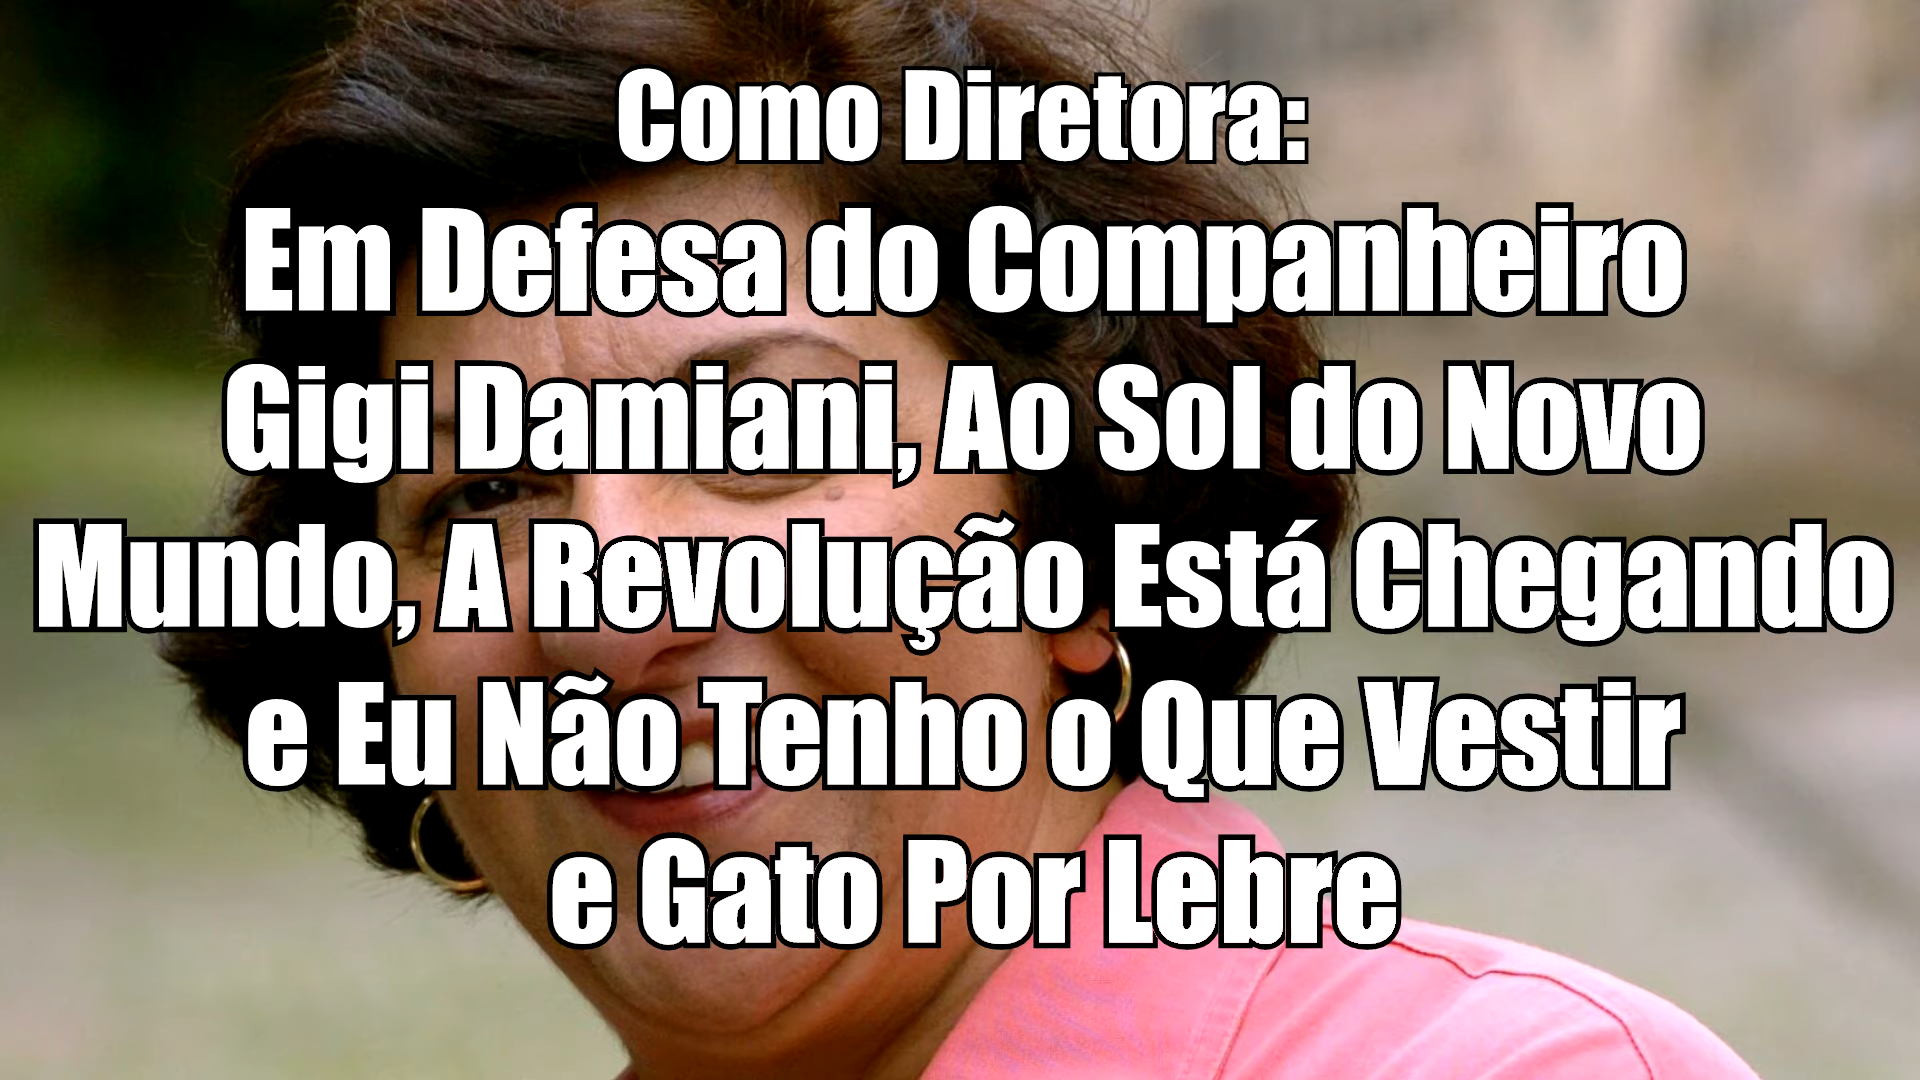 Como Diretora:
Em Defesa do Companheiro
Gigi Damiani, Ao Sol do Novo
Mundo, A Revolução Está Chegando
e Eu Não Tenho o Que Vestir
e Gato Por Lebre